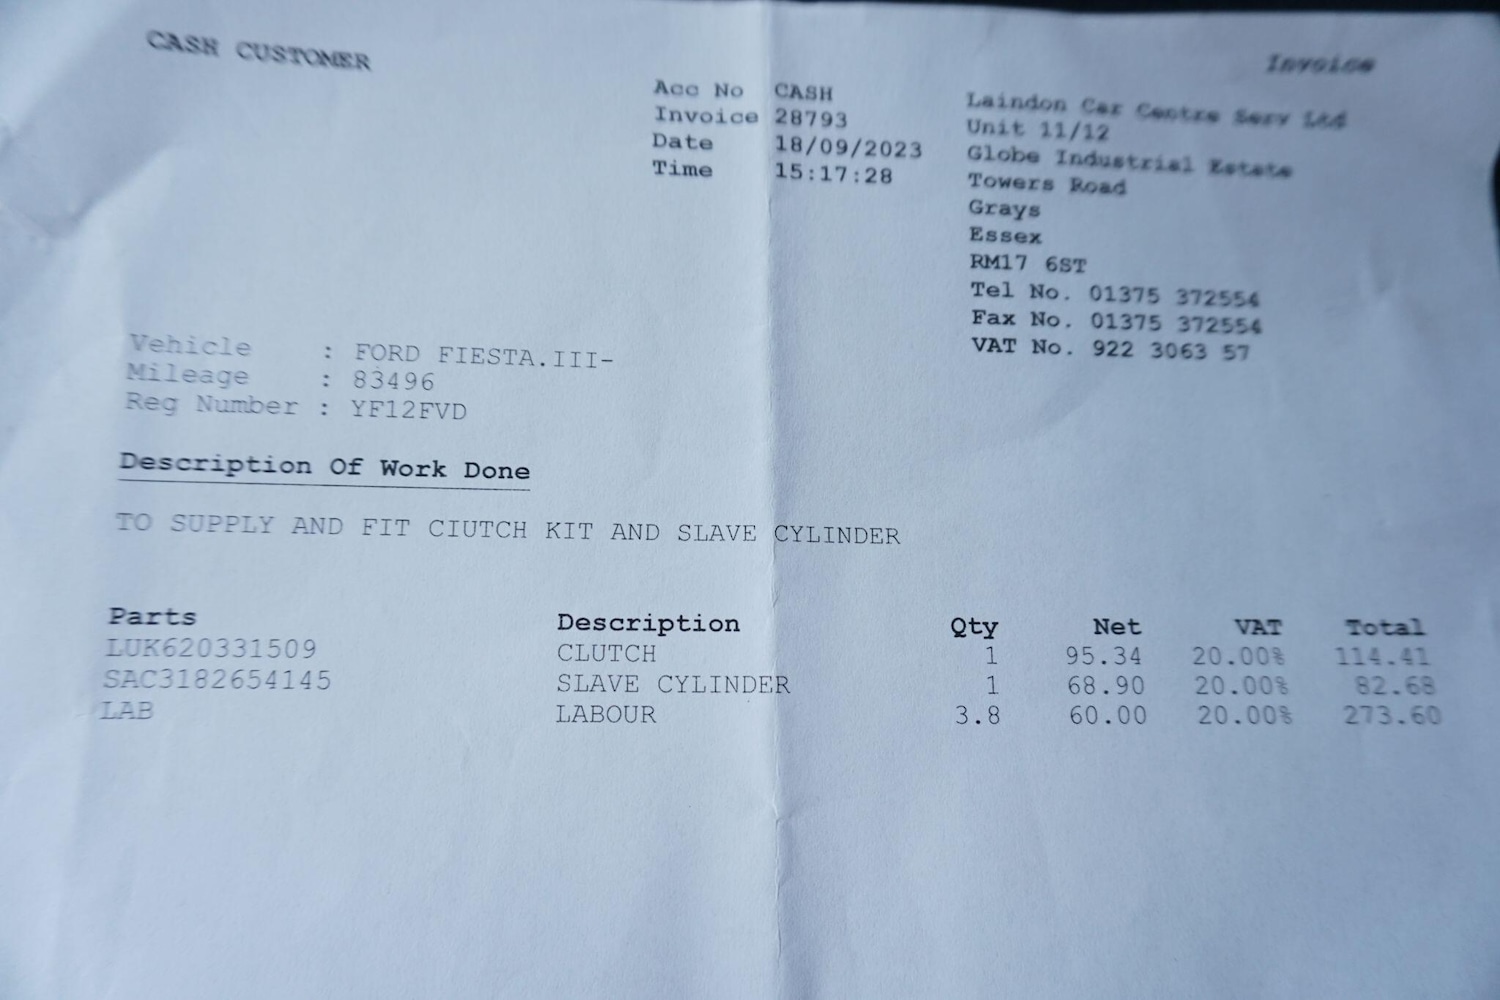 CASH CUSTOMER
Invoice
Acc No CASH
Invoice 28793
Date 18/09/2023
Time 15:17:28
Laindon Car Centre Serv Ltd
Unit 11/12
Globe Industrial Estate
Towers Road
Grays
Essex
RM17 6ST
Tel No. 01375 372554
Fax No. 01375 372554
VAT No. 922 3063 57
Vehicle : FORD FIESTA.III-
Mileage : 83496
Reg Number : YF12FVD
Description Of Work Done
TO SUPPLY AND FIT CIUTCH KIT AND SLAVE CYLINDER
Parts Description Qty Net VAT Total
LUK620331509 CLUTCH 1 95.34 20.00% 114.41
SAC3182654145 SLAVE CYLINDER 1 68.90 20.00% 82.68
LAB LABOUR 3.8 60.00 20.00% 273.60